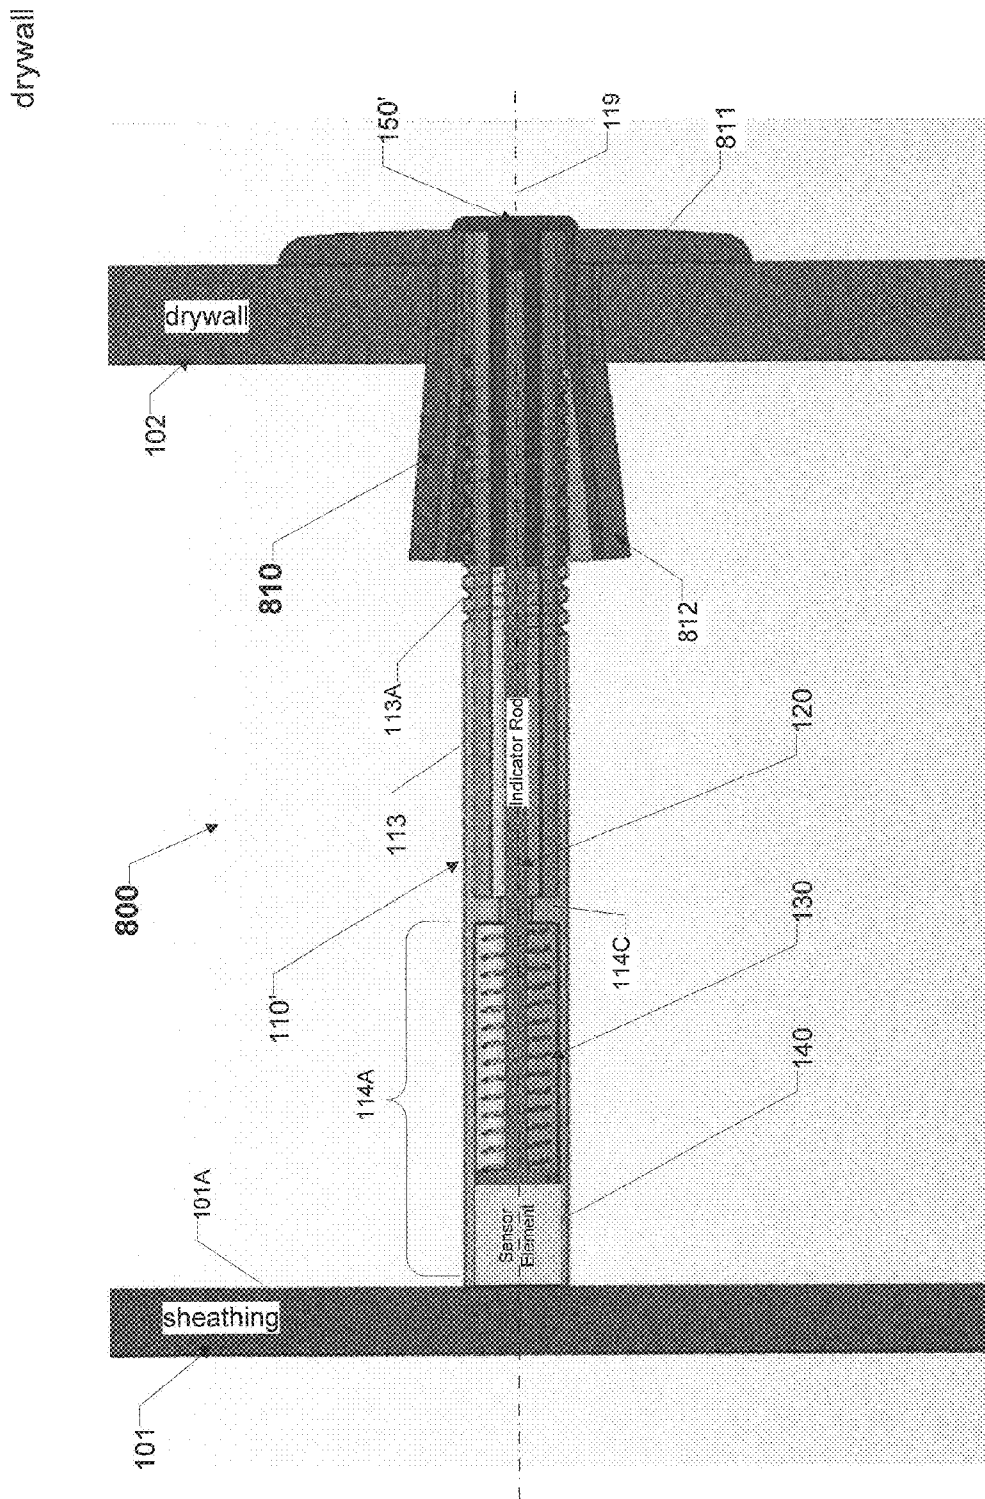 drywall
150'
119
811
drywall
102
810
812
113A
113
Indicator Rod
120
800
110'
114C
130
114A
140
101A
Sensor
Element
sheathing
101